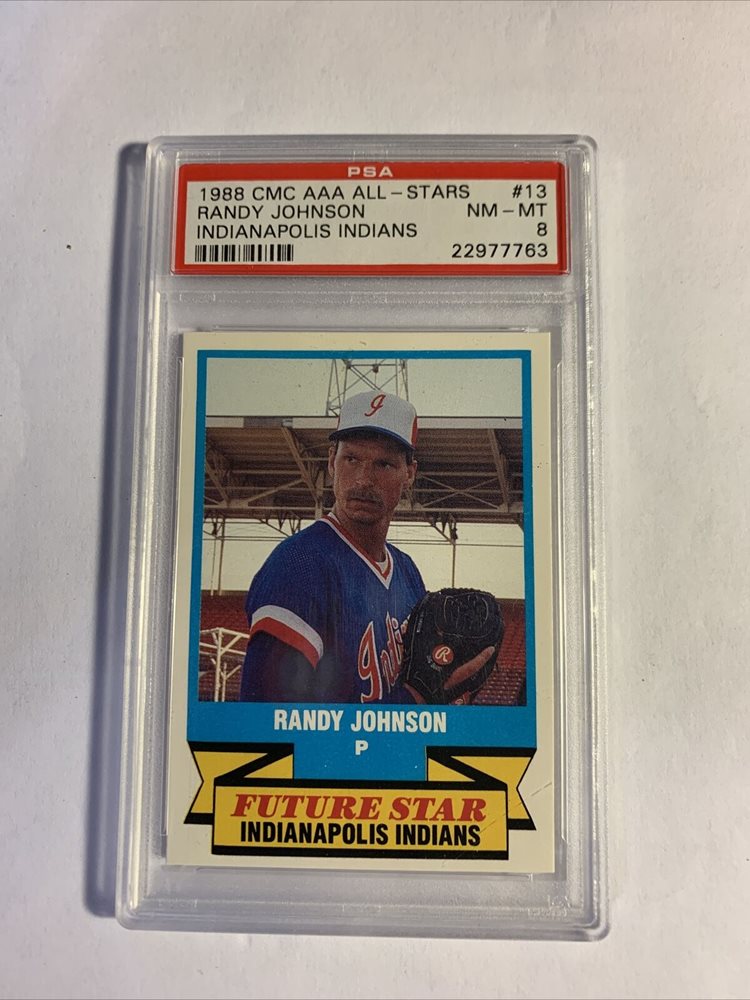 PSA
1988 CMC AAA ALL-STARS #13
RANDY JOHNSON NM-MT
INDIANAPOLIS INDIANS 8
22977763
I
Indi
R
RANDY JOHNSON
P
FUTURE STAR
INDIANAPOLIS INDIANS